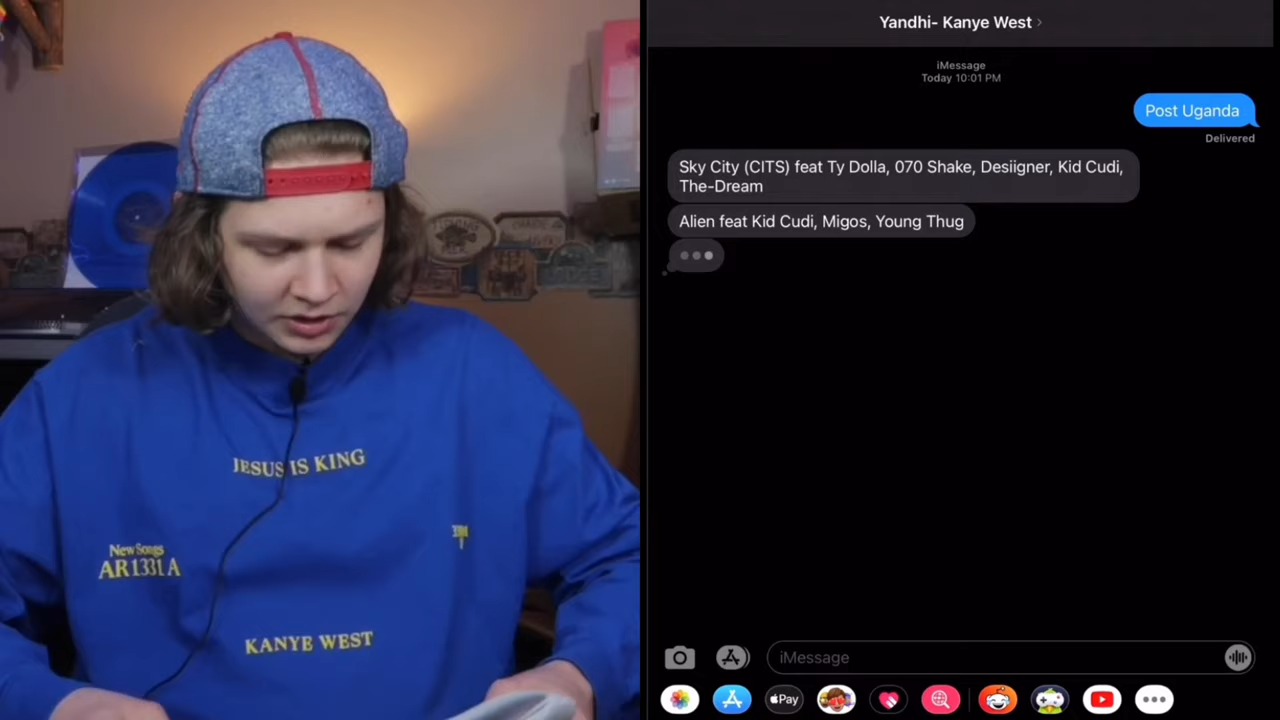 JESUS IS KING
New Songs
AR1331A
KANYE WEST
Yandhi- Kanye West
iMessage
Today 10:01 PM
Post Uganda
Delivered
Sky City (CITS) feat Ty Dolla, 070 Shake, Desiigner, Kid Cudi,
The-Dream
Alien feat Kid Cudi, Migos, Young Thug
iMessage
Pay